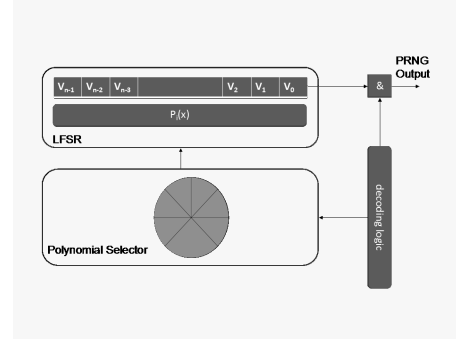 PRNG
Output
Vn-1 Vn-2 Vn-3 V2 V1 V0
&
Pi(x)
LFSR
decoding logic
Polynomial Selector